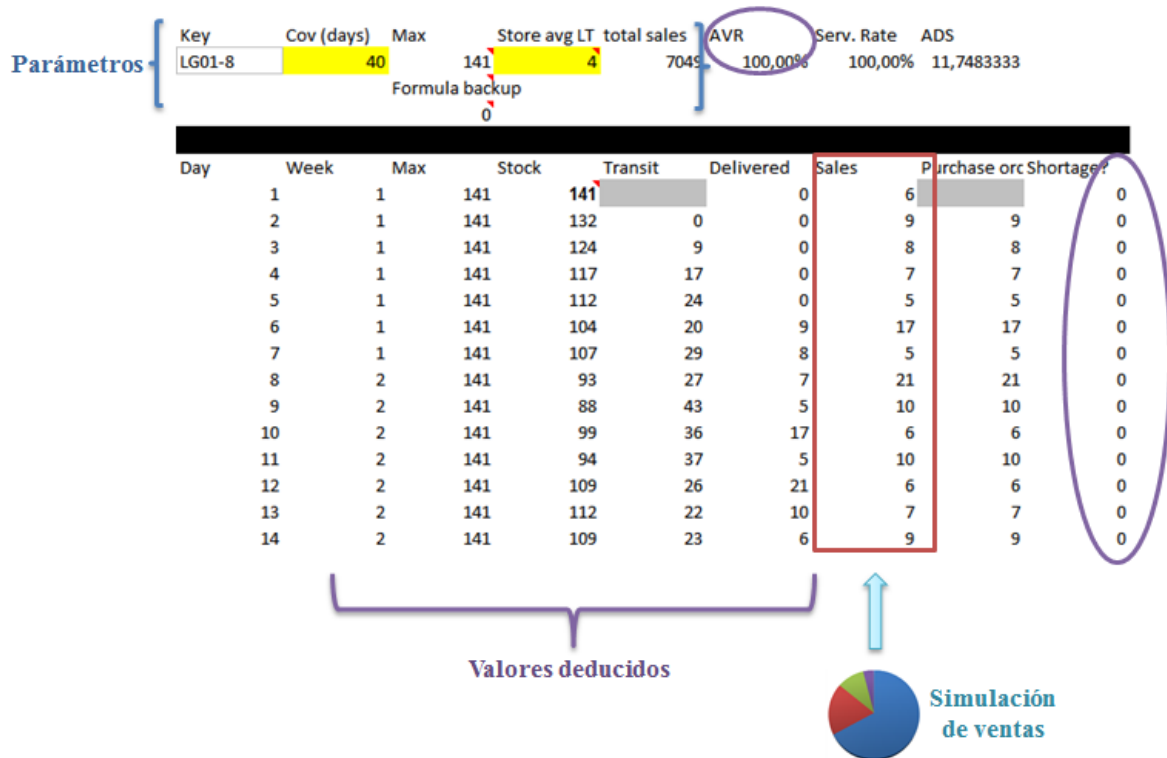 Key Cov (days) Max Store avg LT total sales AVR Serv. Rate ADS
Parámetros LG01-8 40 141 4 7049 100,00% 100,00% 11,7483333
Formula backup
0
Day Week Max Stock Transit Delivered Sales Purchase orc Shortage?
1 1 141 141 0 6 0
2 1 141 132 0 0 9 9 0
3 1 141 124 9 0 8 8 0
4 1 141 117 17 0 7 7 0
5 1 141 112 24 0 5 5 0
6 1 141 104 20 9 17 17 0
7 1 141 107 29 8 5 5 0
8 2 141 93 27 7 21 21 0
9 2 141 88 43 5 10 10 0
10 2 141 99 36 17 6 6 0
11 2 141 94 37 5 10 10 0
12 2 141 109 26 21 6 6 0
13 2 141 112 22 10 7 7 0
14 2 141 109 23 6 9 9 0
Valores deducidos
Simulación
de ventas